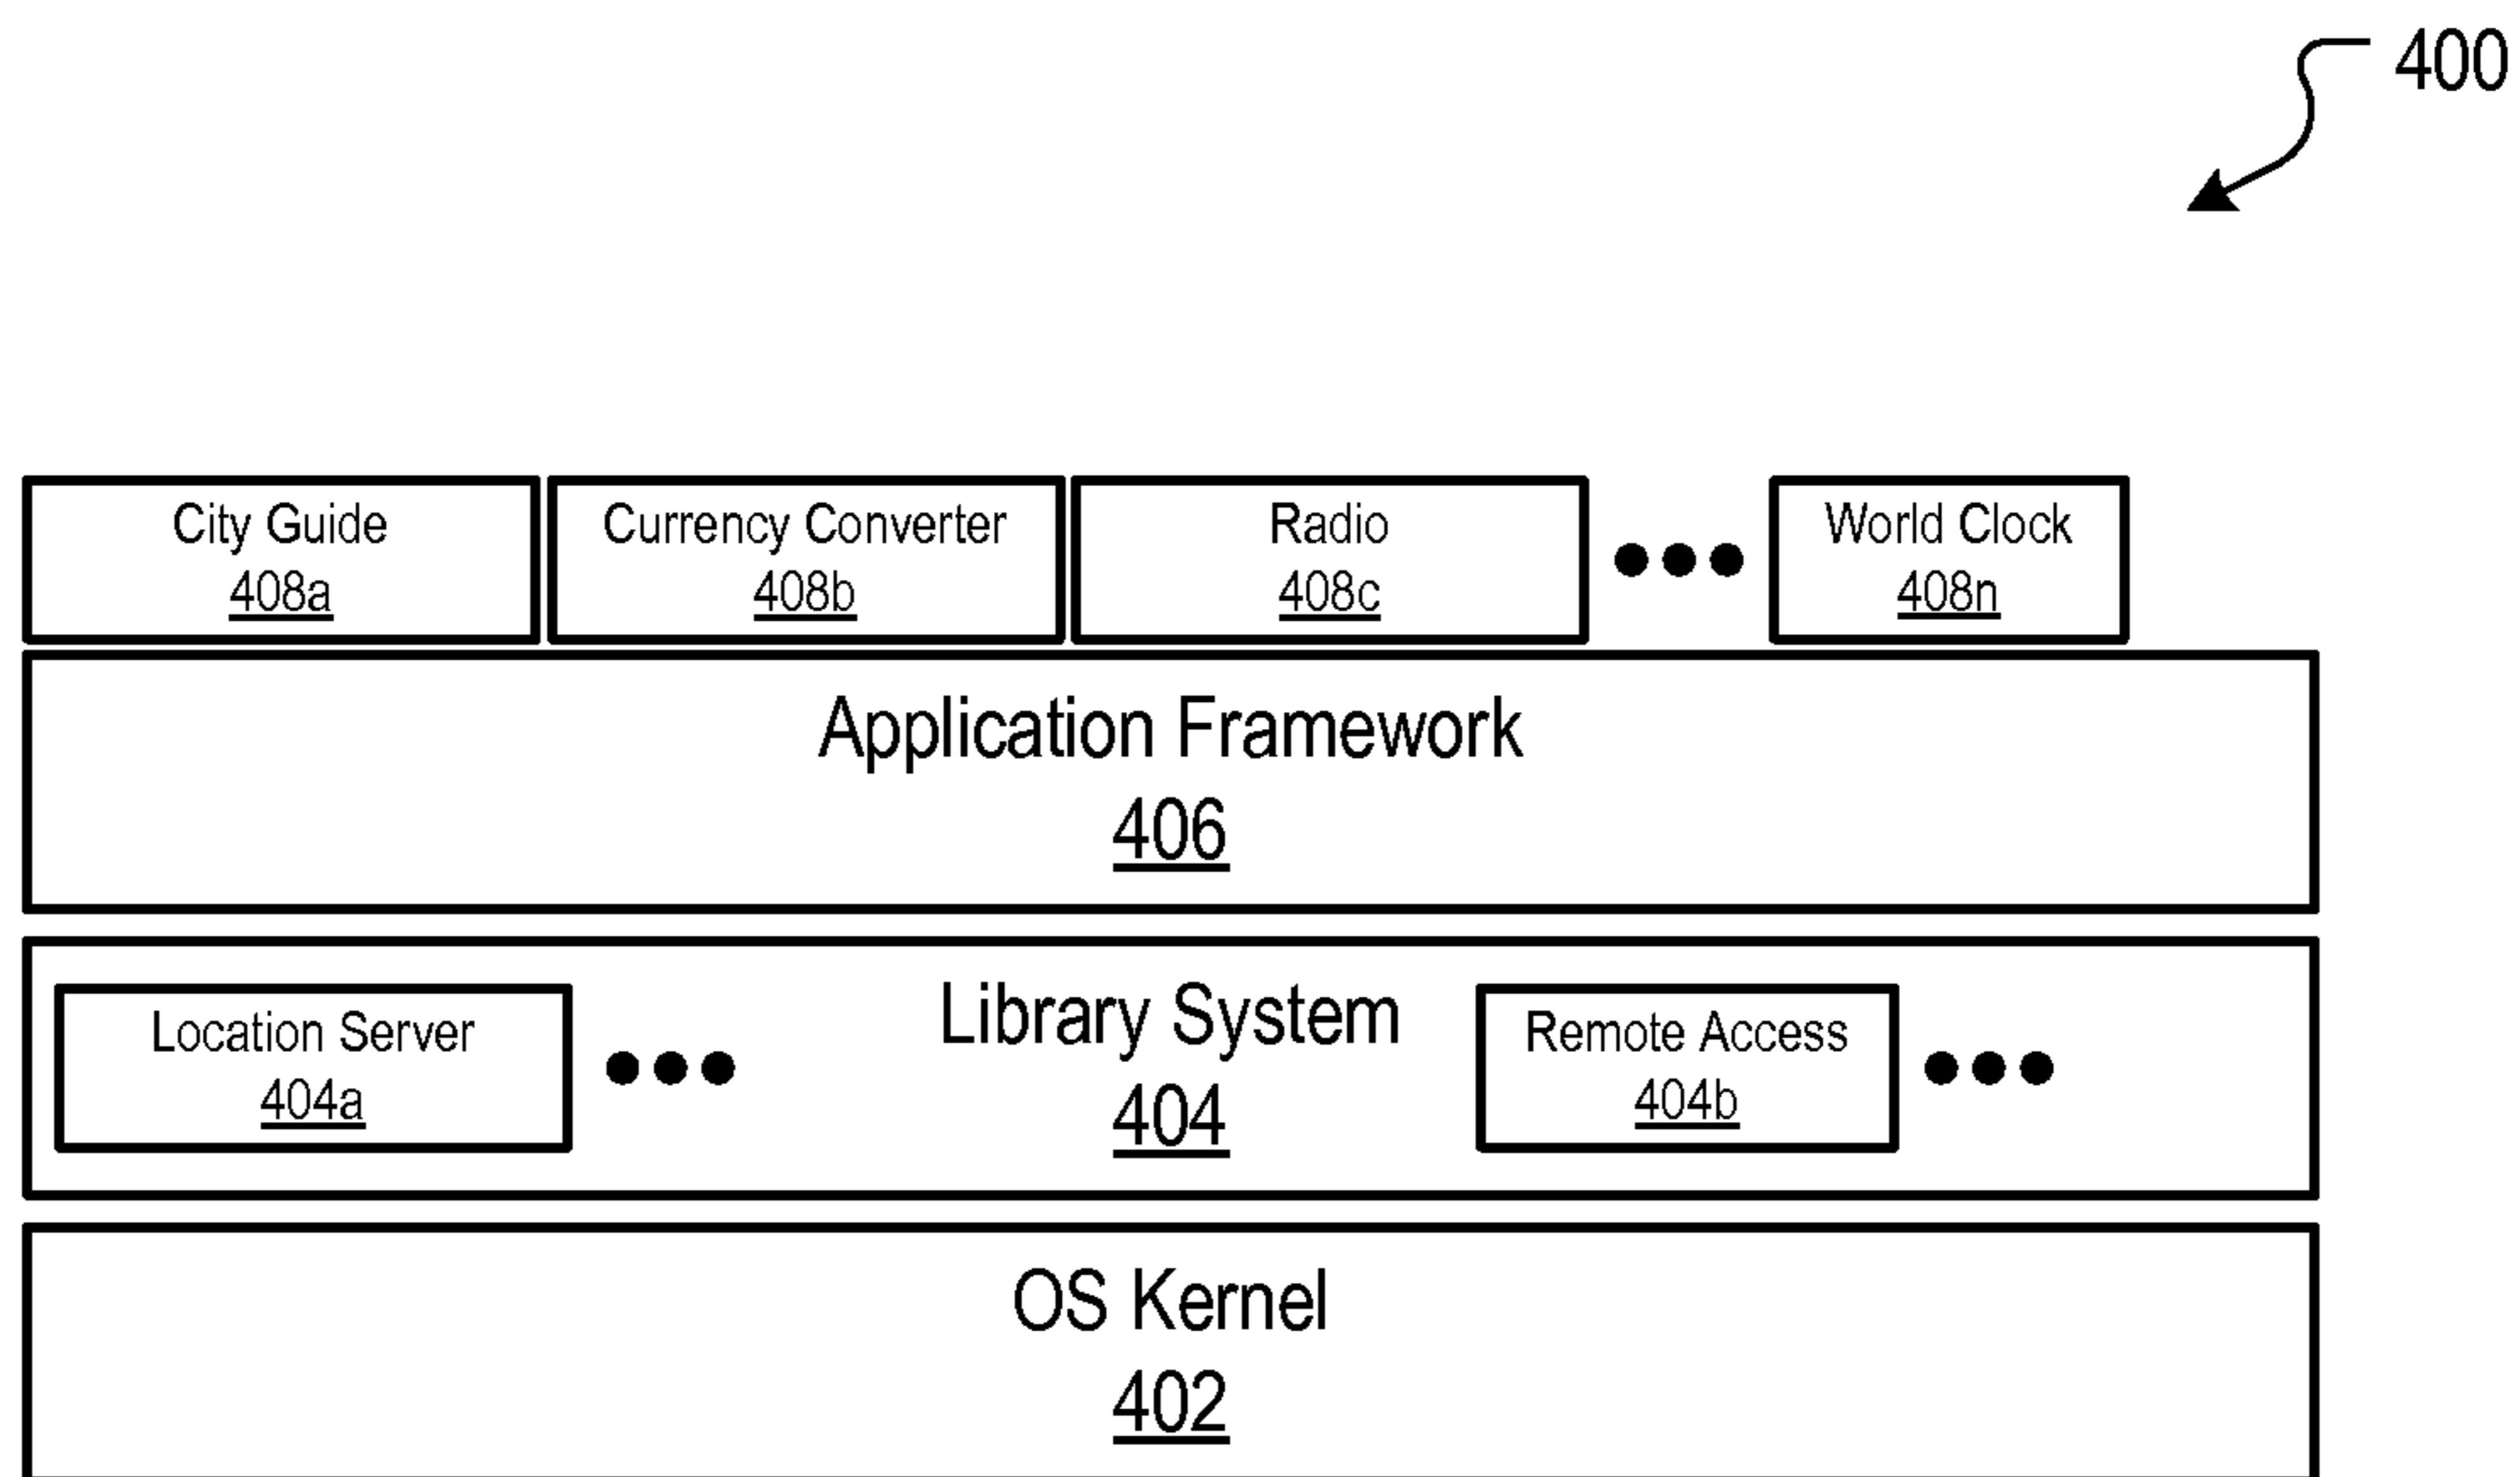 400
City Guide
408a
Currency Converter
408b
Radio
408c
World Clock
408n
Application Framework
406
Location Server
404a
Library System
404
Remote Access
404b
OS Kernel
402